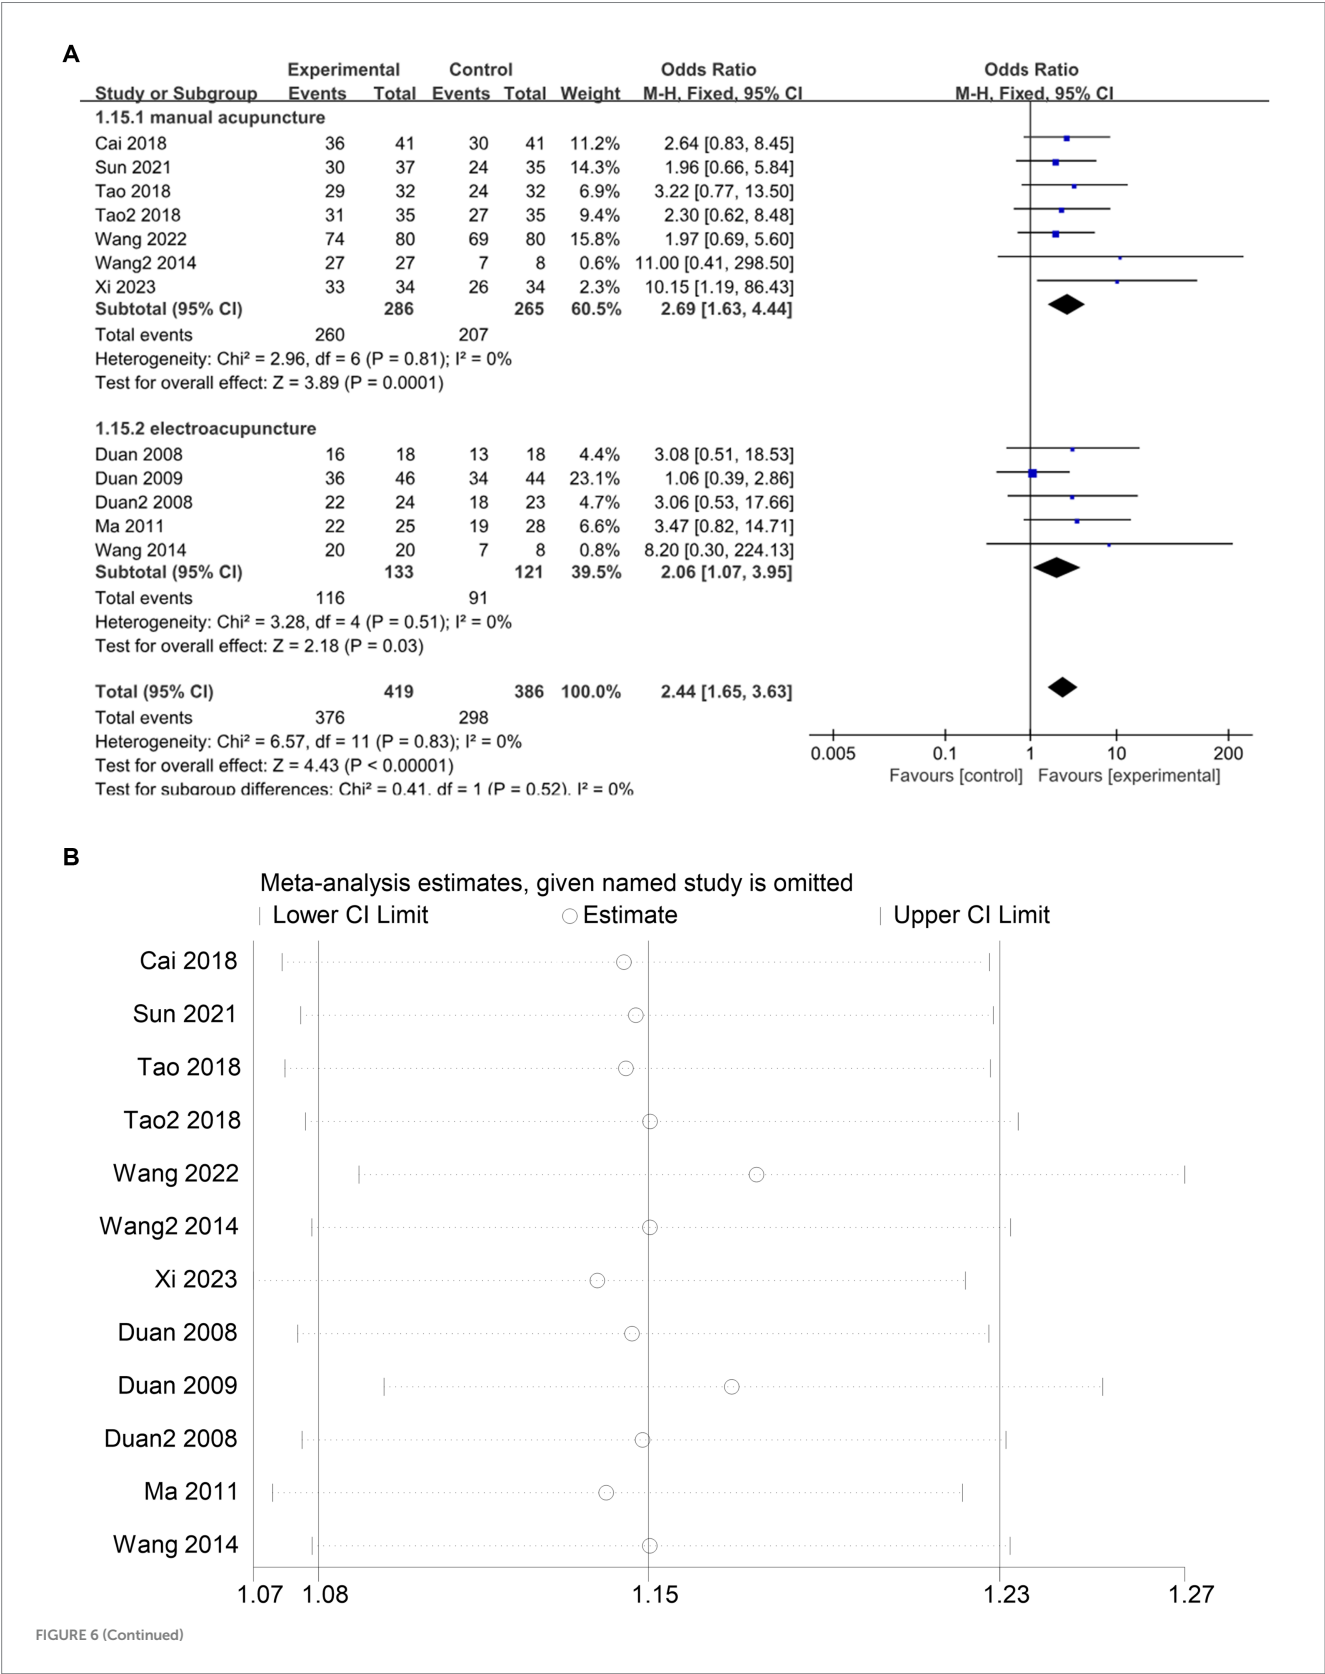 A
Experimental Control Odds Ratio Odds Ratio
Study or Subgroup Events Total Events Total Weight M-H, Fixed, 95% CI M-H, Fixed, 95% CI
1.15.1 manual acupuncture
Cai 2018 36 41 30 41 11.2% 2.64 [0.83, 8.45]
Sun 2021 30 37 24 35 14.3% 1.96 [0.66, 5.84]
Tao 2018 29 32 24 32 6.9% 3.22 [0.77, 13.50]
Tao2 2018 31 35 27 35 9.4% 2.30 [0.62, 8.48]
Wang 2022 74 80 69 80 15.8% 1.97 [0.69, 5.60]
Wang2 2014 27 27 7 8 0.6% 11.00 [0.41, 298.50]
Xi 2023 33 34 26 34 2.3% 10.15 [1.19, 86.43]
Subtotal (95% CI) 286 265 60.5% 2.69 [1.63, 4.44]
Total events 260 207
Heterogeneity: Chi² = 2.96, df = 6 (P = 0.81); I² = 0%
Test for overall effect: Z = 3.89 (P = 0.0001)
1.15.2 electroacupuncture
Duan 2008 16 18 13 18 4.4% 3.08 [0.51, 18.53]
Duan 2009 36 46 34 44 23.1% 1.06 [0.39, 2.86]
Duan2 2008 22 24 18 23 4.7% 3.06 [0.53, 17.66]
Ma 2011 22 25 19 28 6.6% 3.47 [0.82, 14.71]
Wang 2014 20 20 7 8 0.8% 8.20 [0.30, 224.13]
Subtotal (95% CI) 133 121 39.5% 2.06 [1.07, 3.95]
Total events 116 91
Heterogeneity: Chi² = 3.28, df = 4 (P = 0.51); I² = 0%
Test for overall effect: Z = 2.18 (P = 0.03)
Total (95% CI) 419 386 100.0% 2.44 [1.65, 3.63]
Total events 376 298
Heterogeneity: Chi² = 6.57, df = 11 (P = 0.83); I² = 0%
Test for overall effect: Z = 4.43 (P < 0.00001)
Test for subgroup differences: Chi² = 0.41, df = 1 (P = 0.52), I² = 0%
0.005 0.1 1 10 200
Favours [control] Favours [experimental]
B
Meta-analysis estimates, given named study is omitted
Lower CI Limit Estimate Upper CI Limit
Cai 2018
Sun 2021
Tao 2018
Tao2 2018
Wang 2022
Wang2 2014
Xi 2023
Duan 2008
Duan 2009
Duan2 2008
Ma 2011
Wang 2014
1.07 1.08 1.15 1.23 1.27
FIGURE 6 (Continued)